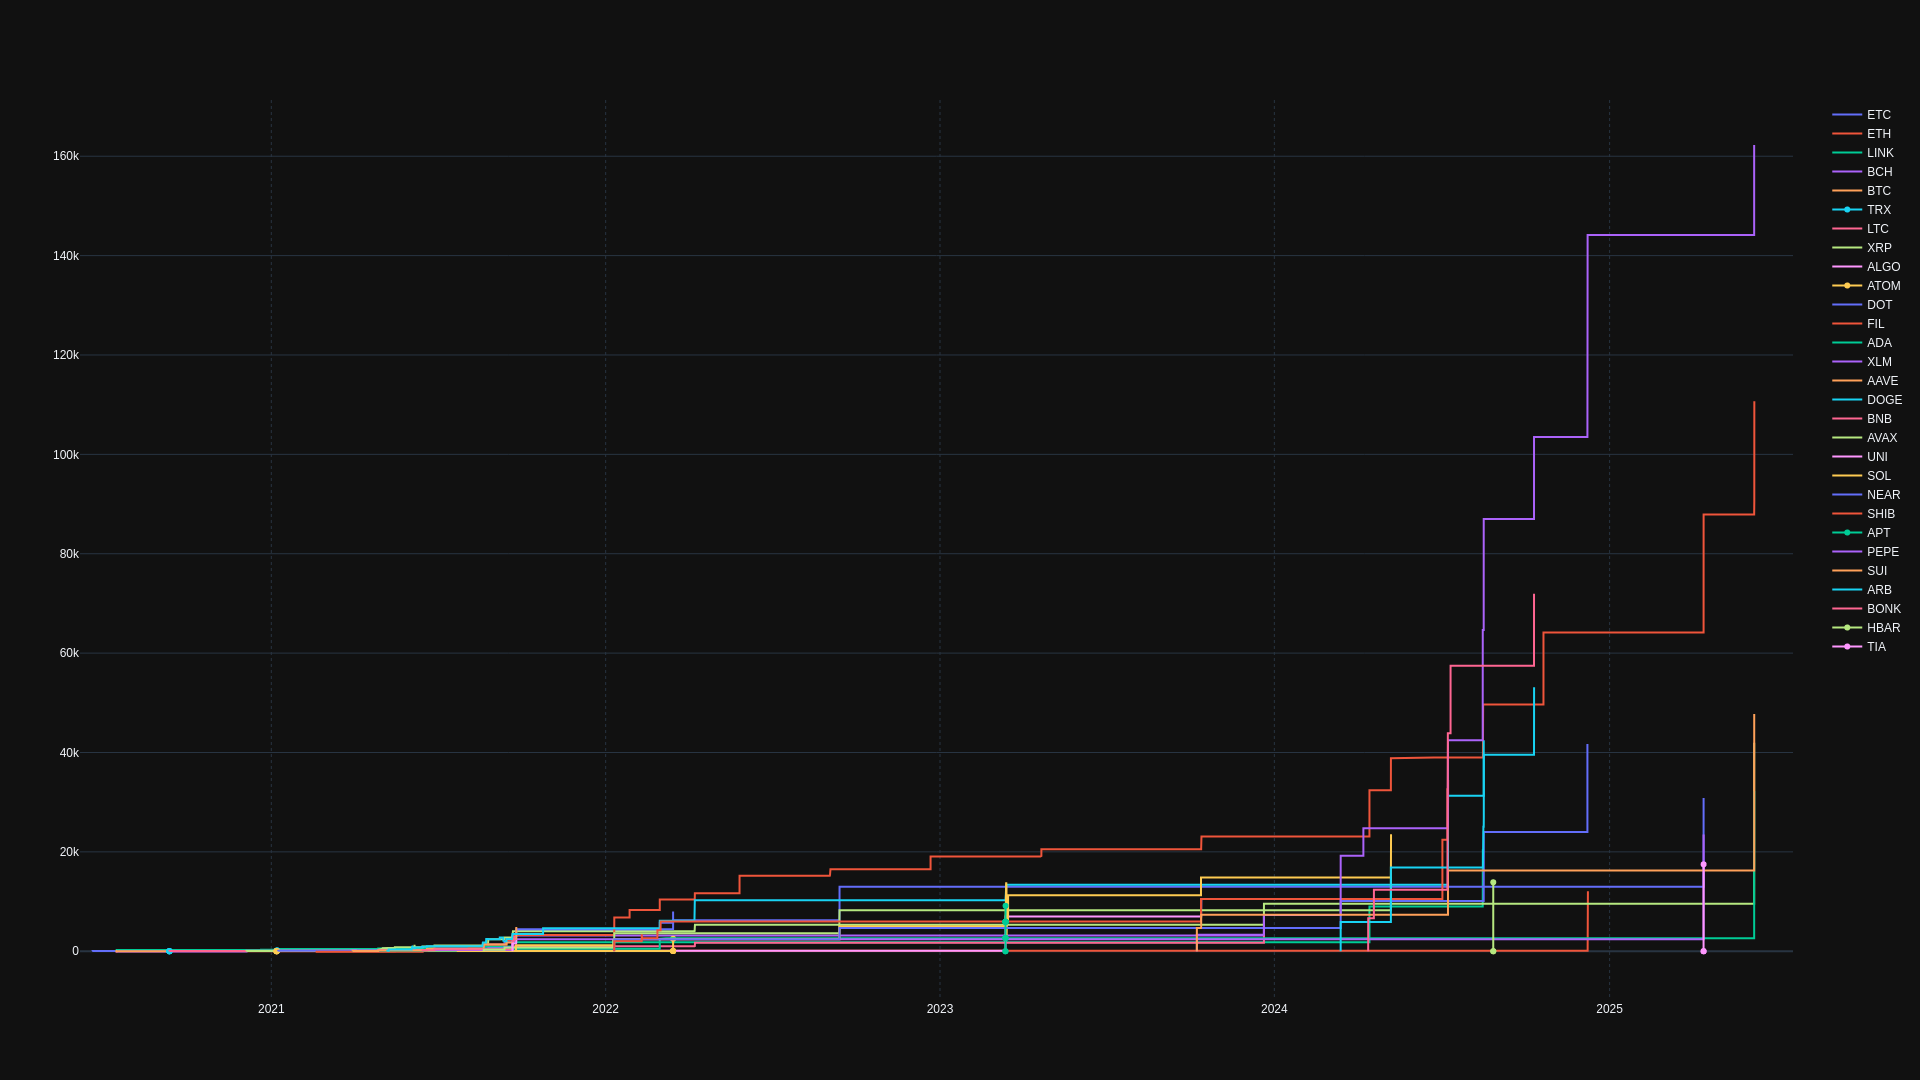 160k
140k
120k
100k
80k
60k
40k
20k
0
2021
2022
2023
2024
2025
ETC
ETH
LINK
BCH
BTC
TRX
LTC
XRP
ALGO
ATOM
DOT
FIL
ADA
XLM
AAVE
DOGE
BNB
AVAX
UNI
SOL
NEAR
SHIB
APT
PEPE
SUI
ARB
BONK
HBAR
TIA